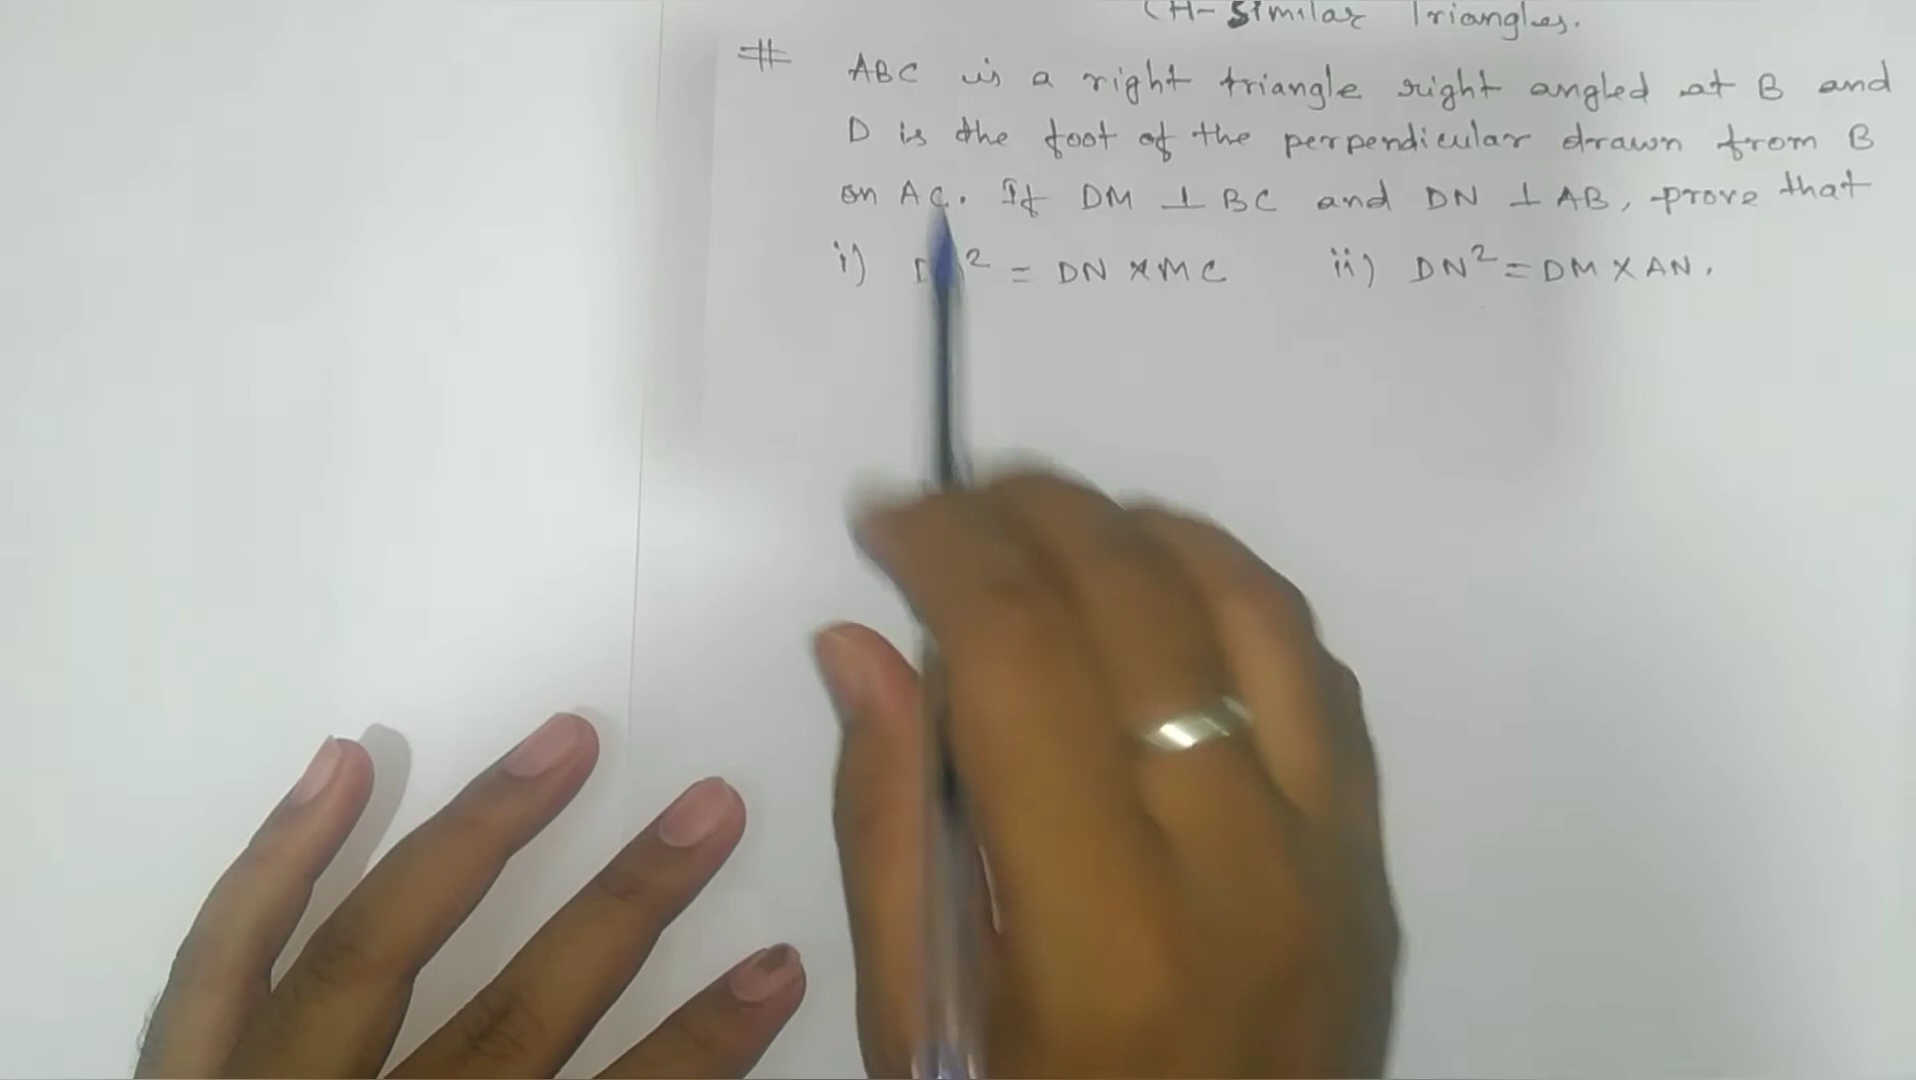 CH- Similar Triangles.
# ABC is a right triangle right angled at B and
D is the foot of the perpendicular drawn from B
on AC. If DM ⊥ BC and DN ⊥ AB, prove that
i) ² = DN × MC ii) DN² = DM × AN.